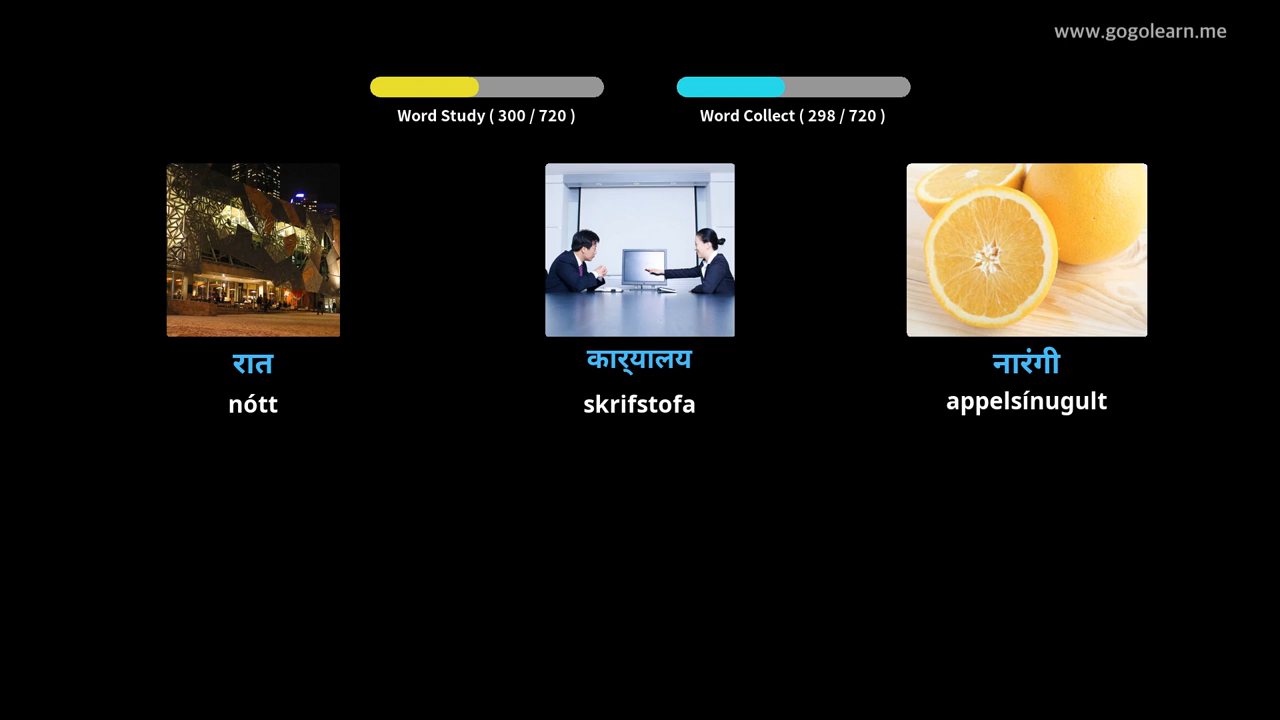 www.gogolearn.me
Word Study ( 300 / 720 )
Word Collect ( 298 / 720 )
रात
कार्‍यालय
नारंगी
nótt
skrifstofa
appelsínugult